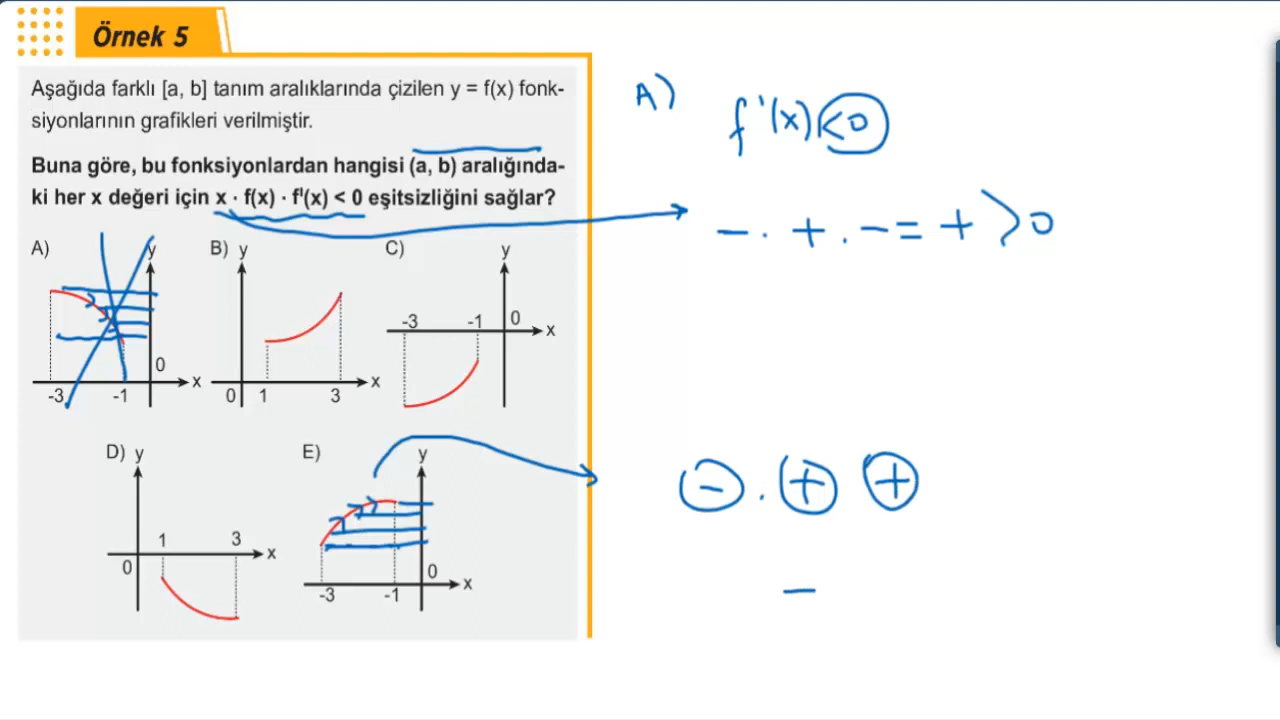 Örnek 5
Aşağıda farklı [a, b] tanım aralıklarında çizilen y = f(x) fonk-
siyonlarının grafikleri verilmiştir.
Buna göre, bu fonksiyonlardan hangisi (a, b) aralığında-
ki her x değeri için x · f(x) · f'(x) < 0 eşitsizliğini sağlar?
A) y
-3 -1 0 x
B) y
0 1 3 x
C) y
-3 -1 0 x
D) y
0 1 3 x
E) y
-3 -1 0 x
A) f'(x) < 0
- . + . - = + > 0
- . + +
-